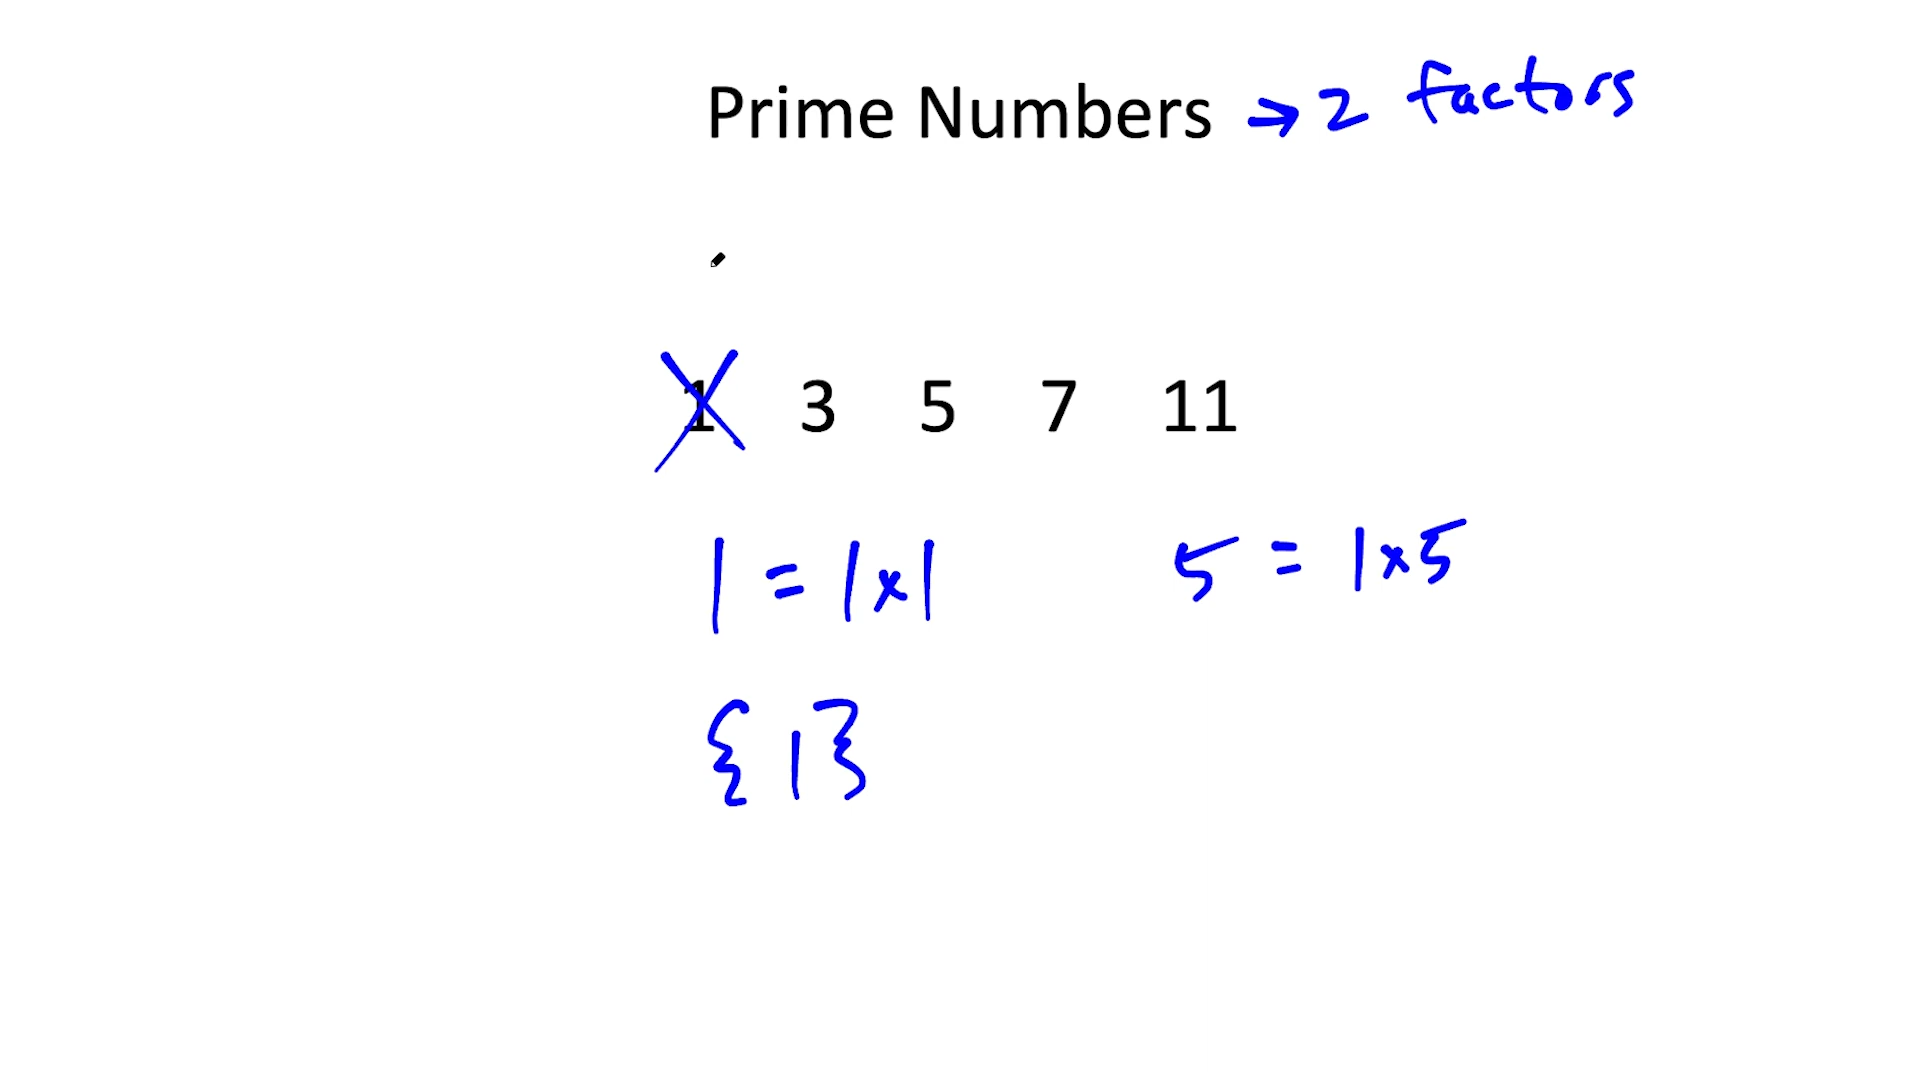 Prime Numbers → 2 factors
1 3 5 7 11
1 = 1x1 5 = 1x5
{1}